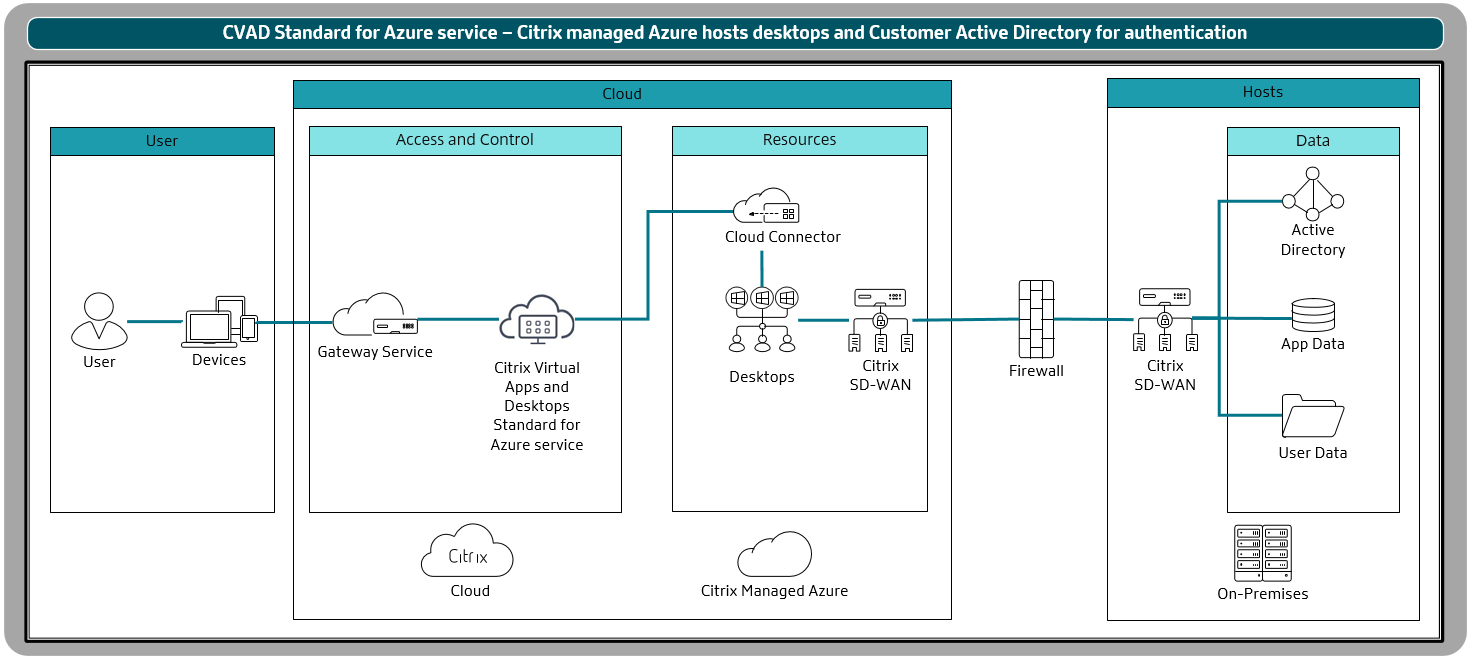 CVAD Standard for Azure service – Citrix managed Azure hosts desktops and Customer Active Directory for authentication
User
User
Devices
Cloud
Access and Control
Gateway Service
Citrix Virtual
Apps and
Desktops
Standard for
Azure service
Citrix
Cloud
Resources
Cloud Connector
Desktops
Citrix
SD-WAN
Citrix Managed Azure
Firewall
Hosts
Citrix
SD-WAN
Data
Active
Directory
App Data
User Data
On-Premises